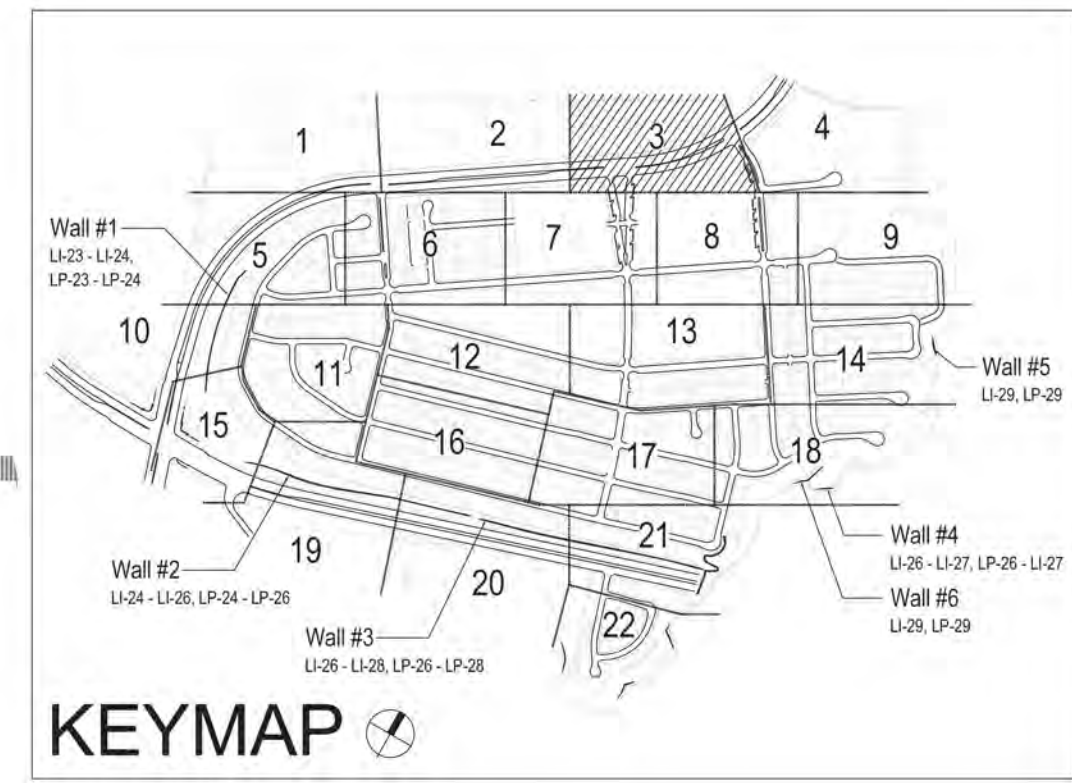 1
2
3
4
Wall #1
LI-23 - LI-24,
LP-23 - LP-24
5
6
7
8
9
10
11
12
13
14
Wall #5
LI-29, LP-29
15
16
17
18
Wall #4
LI-26 - LI-27, LP-26 - LI-27
Wall #6
LI-29, LP-29
19
20
21
22
Wall #2
LI-24 - LI-26, LP-24 - LP-26
Wall #3
LI-26 - LI-28, LP-26 - LP-28
KEYMAP